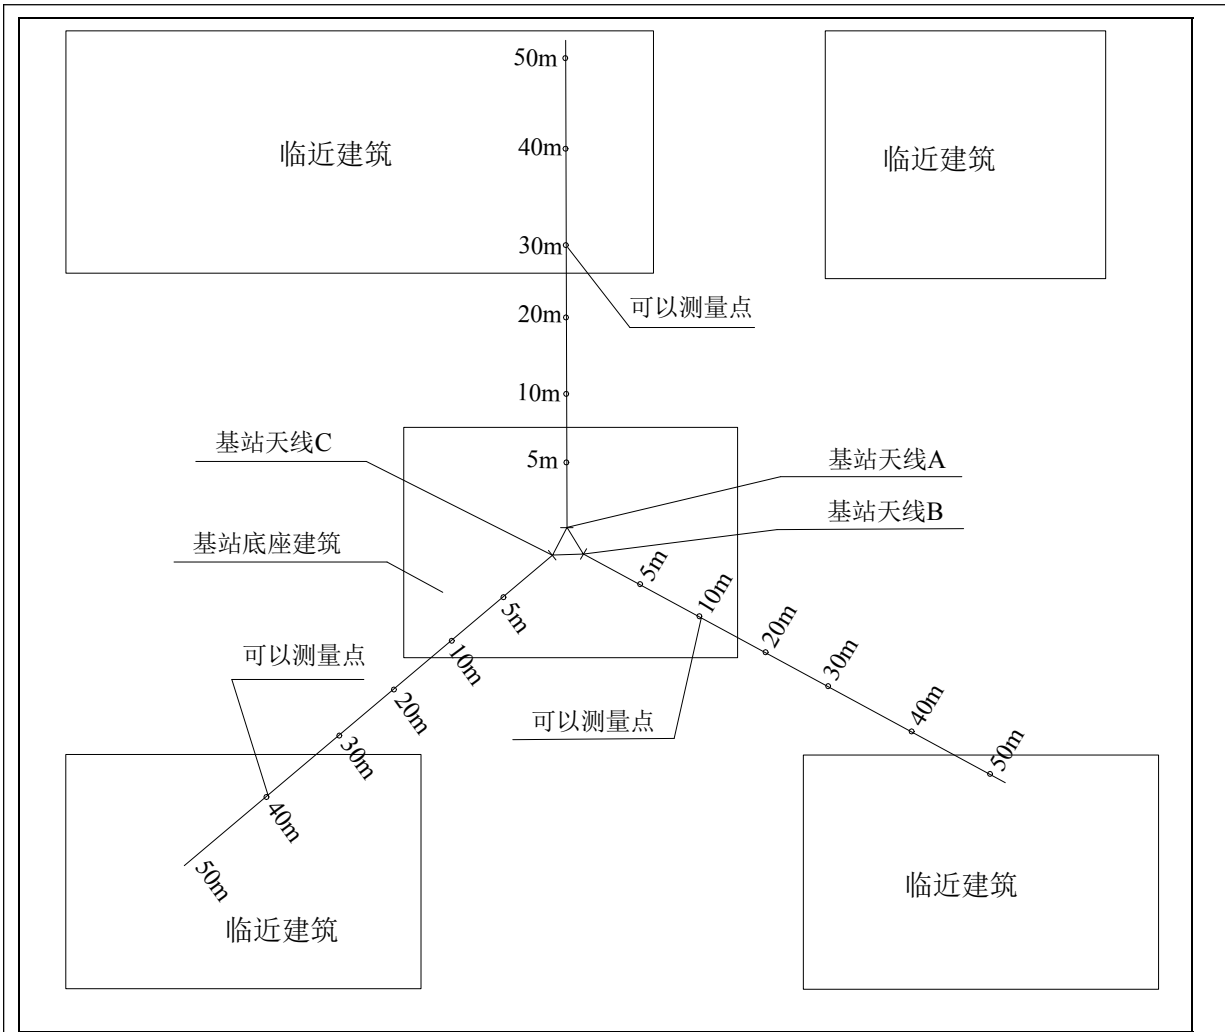 50m
40m
临近建筑
临近建筑
30m
可以测量点
20m
10m
基站天线C
5m
基站天线A
基站天线B
基站底座建筑
5m
5m
10m
10m
20m
可以测量点
20m
30m
可以测量点
30m
40m
40m
50m
50m
临近建筑
临近建筑